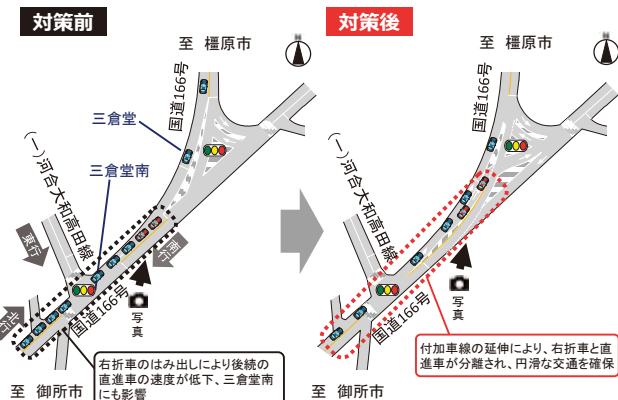 対策前
至 橿原市
N
国道166号
三倉堂
三倉堂南
(一)河合大和高田線
東行
南行
北行
国道166号
写真
右折車のはみ出しにより後続の
直進車の速度が低下、三倉堂南
にも影響
至 御所市
対策後
至 橿原市
N
国道166号
(一)河合大和高田線
国道166号
写真
付加車線の延伸により、右折車と直
進車が分離され、円滑な交通を確保
至 御所市